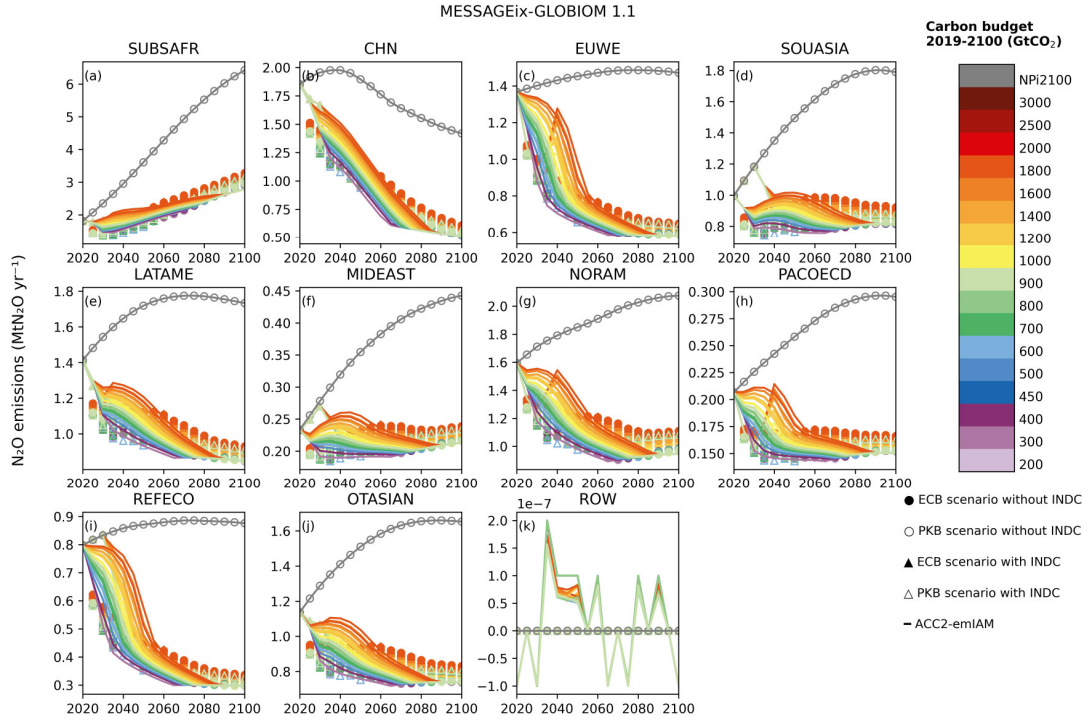 MESSAGEix-GLOBIOM 1.1
SUBSAFR
CHN
EUWE
SOUASIA
(a)
6
5
4
3
2
2020 2040 2060 2080 2100
(b)
2.00
1.75
1.50
1.25
1.00
0.75
0.50
2020 2040 2060 2080 2100
(c)
1.4
1.2
1.0
0.8
0.6
2020 2040 2060 2080 2100
(d)
1.8
1.6
1.4
1.2
1.0
0.8
2020 2040 2060 2080 2100
N₂O emissions (MtN₂O yr⁻¹)
LATAME
MIDEAST
NORAM
PACOECD
(e)
1.8
1.6
1.4
1.2
1.0
2020 2040 2060 2080 2100
(f)
0.45
0.40
0.35
0.30
0.25
0.20
2020 2040 2060 2080 2100
(g)
2.0
1.8
1.6
1.4
1.2
1.0
2020 2040 2060 2080 2100
(h)
0.300
0.275
0.250
0.225
0.200
0.175
0.150
2020 2040 2060 2080 2100
REFECO
OTASIAN
ROW
(i)
0.9
0.8
0.7
0.6
0.5
0.4
0.3
2020 2040 2060 2080 2100
(j)
1.6
1.4
1.2
1.0
0.8
2020 2040 2060 2080 2100
1e−7
(k)
2.0
1.5
1.0
0.5
0.0
−0.5
−1.0
2020 2040 2060 2080 2100
Carbon budget
2019-2100 (GtCO₂)
NPi2100
3000
2500
2000
1800
1600
1400
1200
1000
900
800
700
600
500
450
400
300
200
ECB scenario without INDC
PKB scenario without INDC
ECB scenario with INDC
PKB scenario with INDC
ACC2-emIAM